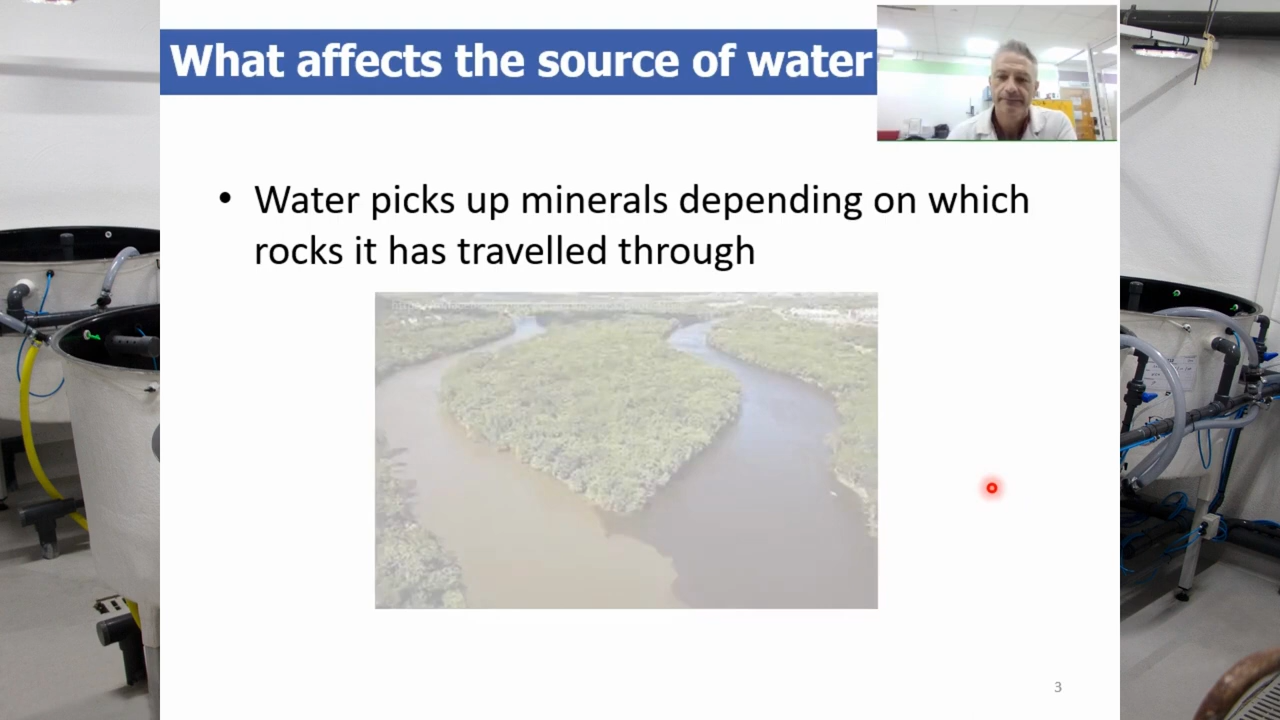 What affects the source of water
• Water picks up minerals depending on which
rocks it has travelled through
3